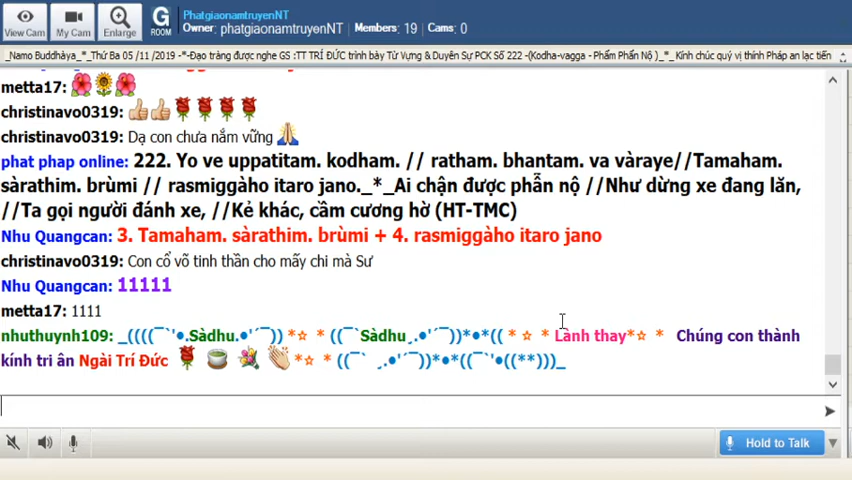 View Cam
My Cam
Enlarge
G
ROOM
PhatgiaonamtruyenNT
Owner: phatgiaonamtruyenNT Members: 19 Cams: 0
_Namo Buddhàya_*_Thứ Ba 05 /11 /2019 -*-Đạo tràng được nghe GS :TT TRÍ ĐỨC trình bày Từ Vựng & Duyên Sự PCK Số 222 -(Kodha-vagga - Phẩm Phẩn Nộ )_*_ Kính chúc quý vị thính Pháp an lạc tiến
metta17:
christinavo0319:
christinavo0319: Dạ con chưa nắm vững
phat phap online: 222. Yo ve uppatitam. kodham. // ratham. bhantam. va vàraye//Tamaham.
sàrathim. brùmi // rasmiggàho itaro jano._*_Ai chận được phẫn nộ //Như dừng xe đang lăn,
//Ta gọi người đánh xe, //Kẻ khác, cầm cương hờ (HT-TMC)
Nhu Quangcan: 3. Tamaham. sàrathim. brùmi + 4. rasmiggàho itaro jano
christinavo0319: Con cổ võ tinh thần cho mấy chi mà Sư
Nhu Quangcan: 11111
metta17: 1111
nhuthuynh109: _((((¯`'•.Sàdhu.•'´¯)) *☆ * ((¯`Sàdhu¸.•'´¯))*•*(( * ☆ * Lành thay*☆ * Chúng con thành
kính tri ân Ngài Trí Đức *☆ * ((¯` ¸.•'´¯))*•*((¯`'•((**)))_
Hold to Talk